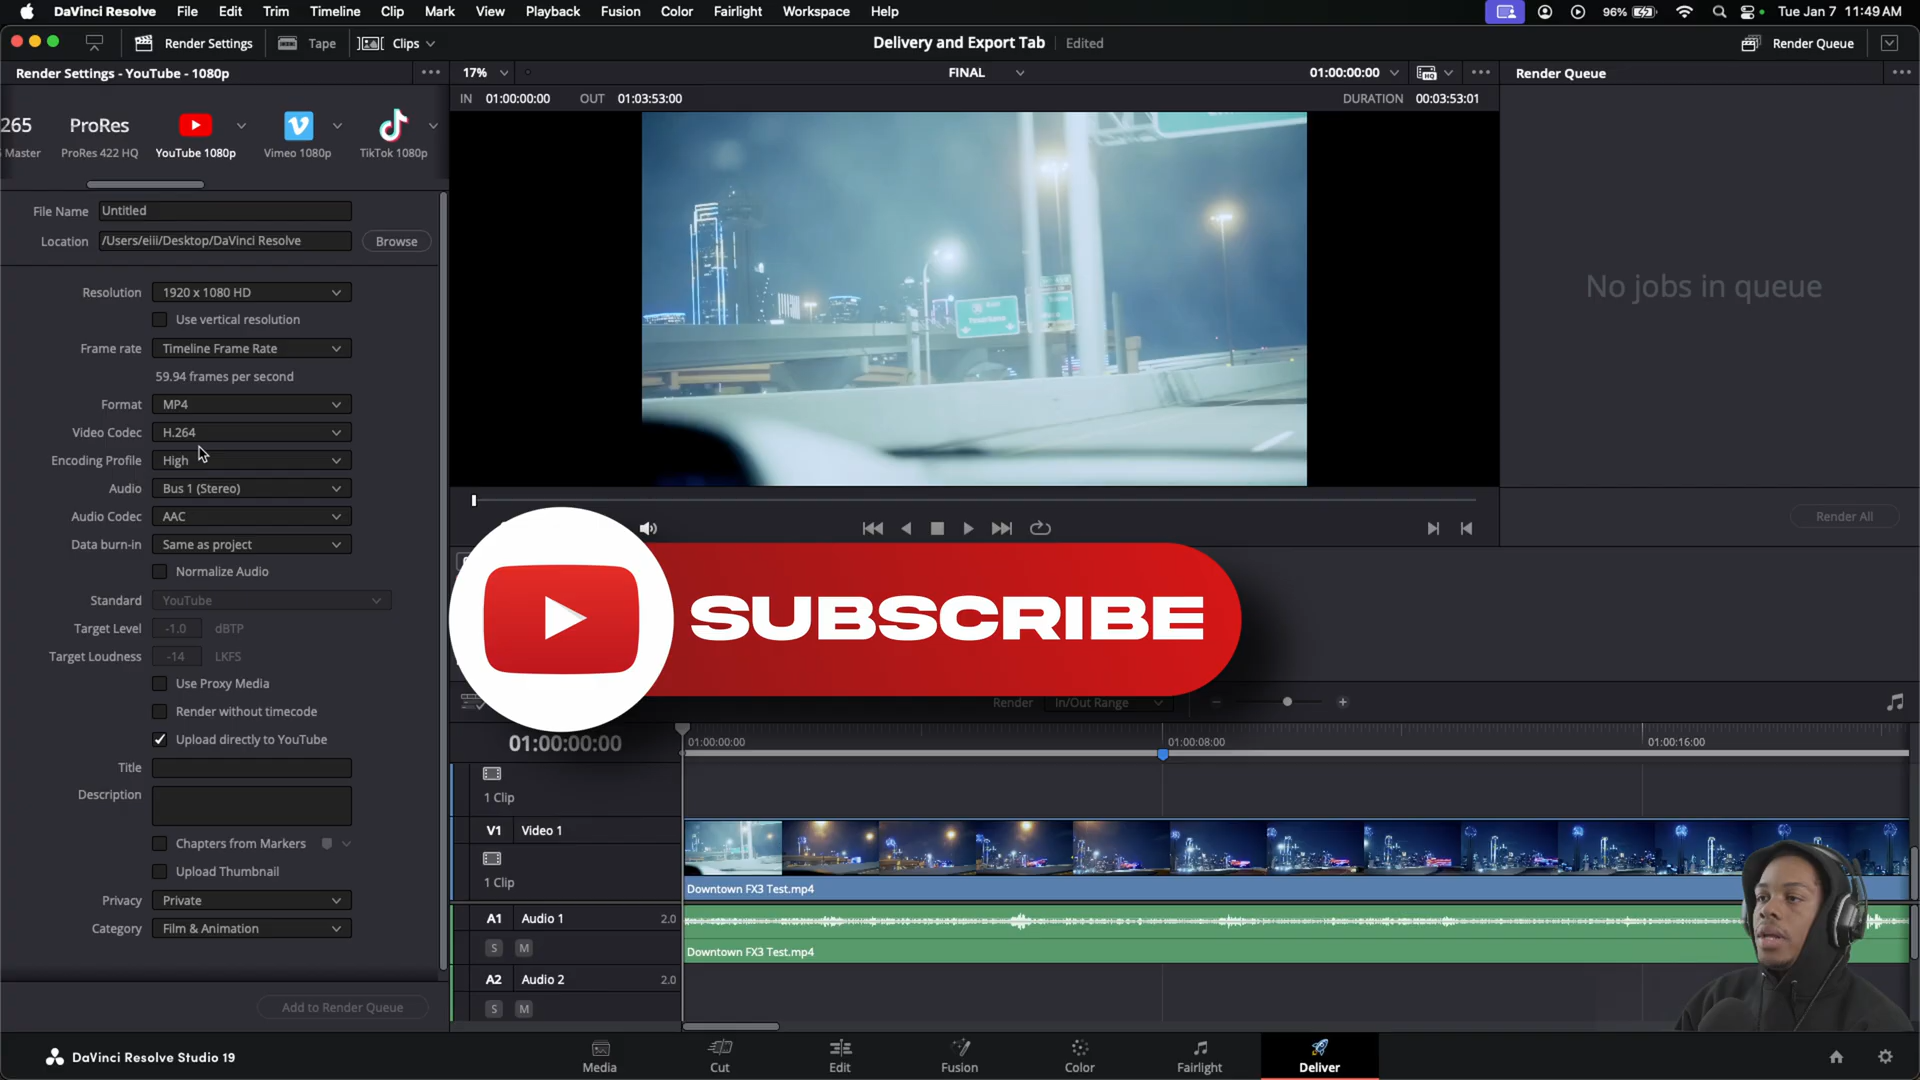 DaVinci Resolve File Edit Trim Timeline Clip Mark View Playback Fusion Color Fairlight Workspace Help 96% Tue Jan 7 11:49 AM
Render Settings Tape Clips Delivery and Export Tab Edited Render Queue
Render Settings - YouTube - 1080p 17% FINAL 01:00:00:00 Render Queue
IN 01:00:00:00 OUT 01:03:53:00 DURATION 00:03:53:01
265 ProRes
Master ProRes 422 HQ YouTube 1080p Vimeo 1080p TikTok 1080p
File Name Untitled
Location /Users/eiii/Desktop/DaVinci Resolve Browse
Resolution 1920 x 1080 HD
Use vertical resolution
Frame rate Timeline Frame Rate
59.94 frames per second
Format MP4
Video Codec H.264
Encoding Profile High
Audio Bus 1 (Stereo)
Audio Codec AAC
Data burn-in Same as project
Normalize Audio
Standard YouTube
Target Level -1.0 dBTP
Target Loudness -14 LKFS
Use Proxy Media
Render without timecode
Upload directly to YouTube
Title
Description
Chapters from Markers
Upload Thumbnail
Privacy Private
Category Film & Animation
Add to Render Queue
No jobs in queue
Render All
SUBSCRIBE
Render In/Out Range
01:00:00:00 01:00:00:00 01:00:08:00 01:00:16:00
1 Clip
V1 Video 1
1 Clip
Downtown FX3 Test.mp4
A1 Audio 1 2.0
S M
Downtown FX3 Test.mp4
A2 Audio 2 2.0
S M
DaVinci Resolve Studio 19 Media Cut Edit Fusion Color Fairlight Deliver